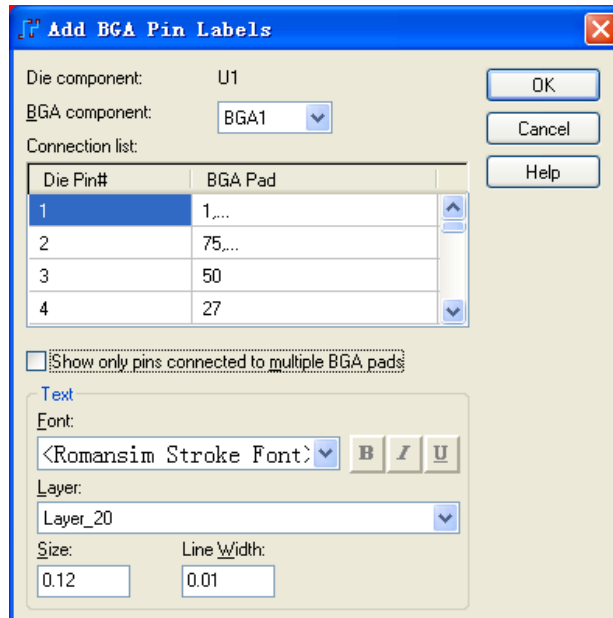 Add BGA Pin Labels
Die component: U1
OK
BGA component: BGA1
Cancel
Connection list:
Help
Die Pin# BGA Pad
1 1,...
2 75,...
3 50
4 27
Show only pins connected to multiple BGA pads
Text
Font:
<Romansim Stroke Font> B I U
Layer:
Layer_20
Size: Line Width:
0.12 0.01